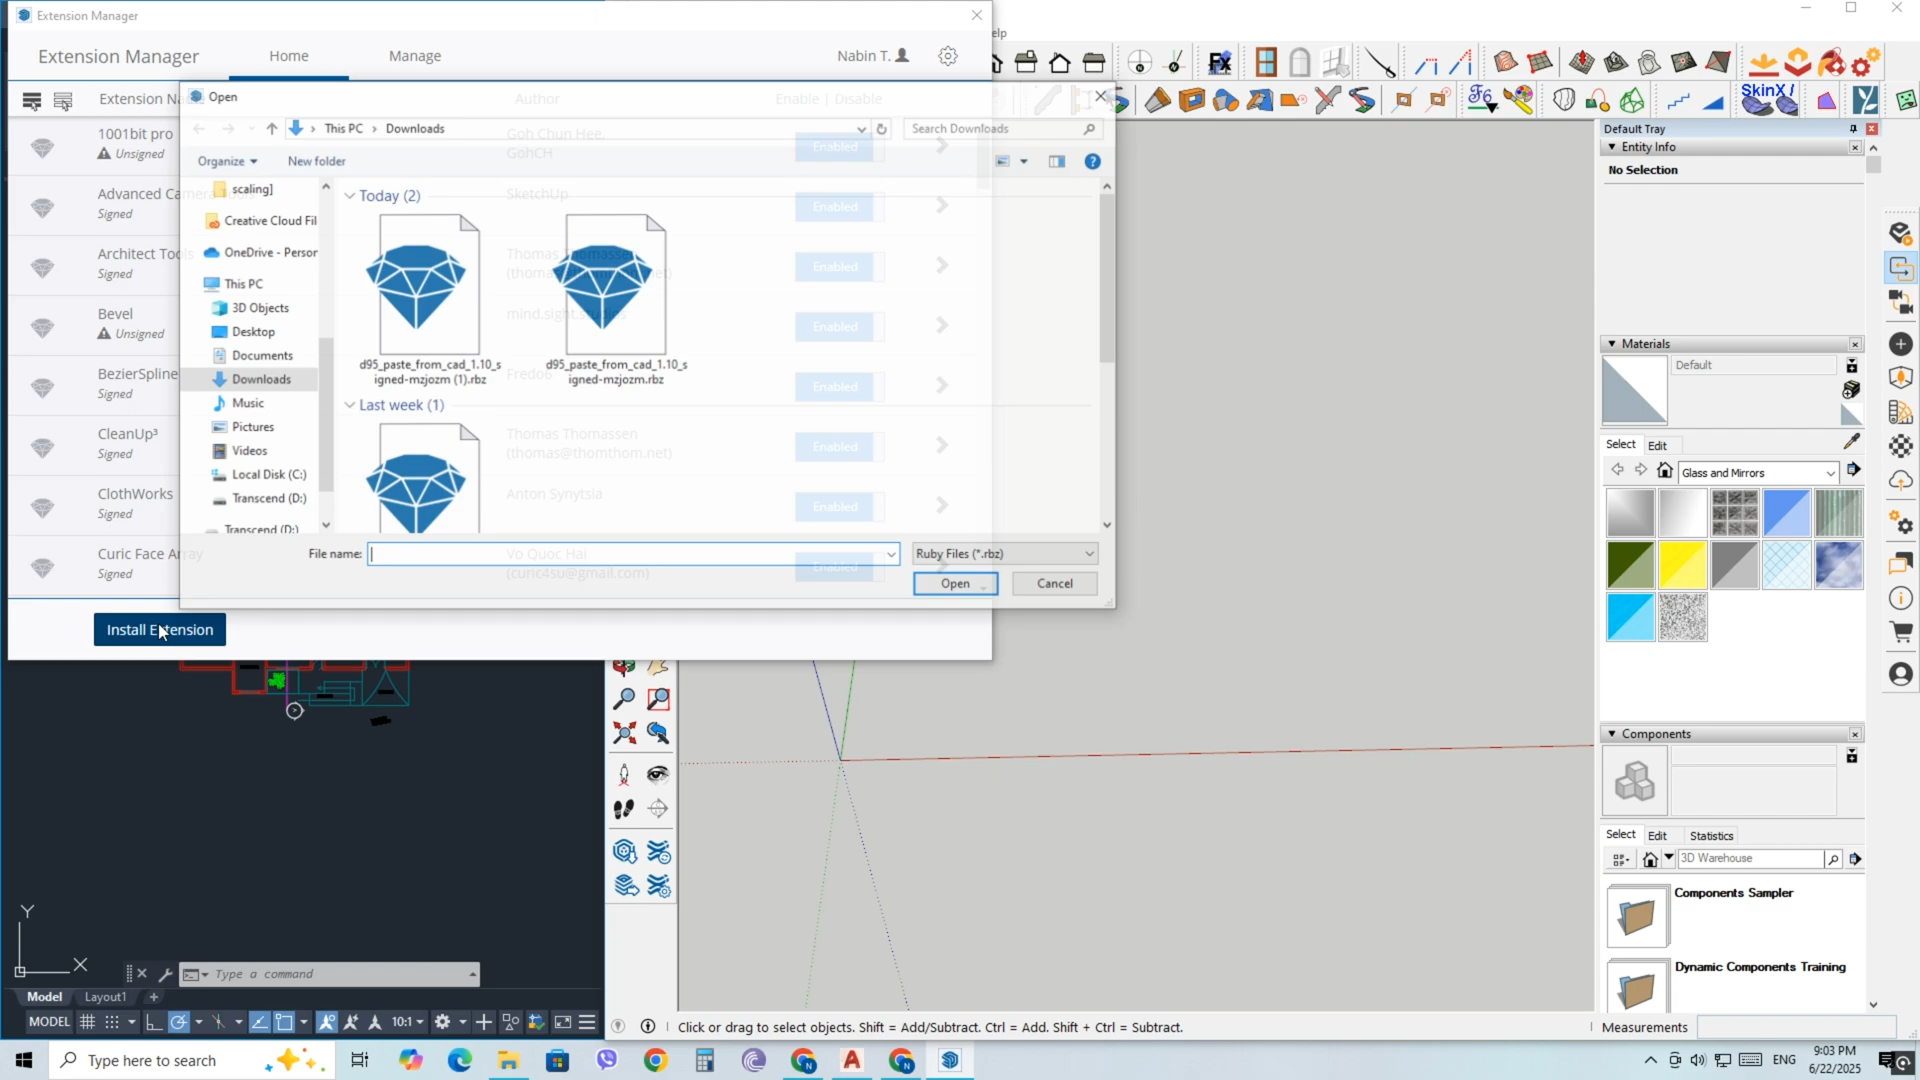 Extension Manager
elp
Extension Manager
Home
Manage
Nabin T.
Open
Extension Na
Author
Enable | Disable
This PC > Downloads
Search Downloads
Organize
New folder
1001bit pro
Unsigned
Goh Chun Hee,
GohCH
Enabled
Advanced Camera Tools
Signed
SketchUp
Enabled
Architect Tools
Signed
Thomas Thomassen
(thomas@thomthom.net)
Enabled
Bevel
Unsigned
mind.sight.studios
Enabled
BezierSpline
Signed
Fredo6
Enabled
CleanUp³
Signed
Thomas Thomassen
(thomas@thomthom.net)
Enabled
ClothWorks
Signed
Anton Synytsia
Enabled
Curic Face Array
Signed
Vo Quoc Hai
(curic4su@gmail.com)
Enabled
scaling]
Creative Cloud Fil
OneDrive - Person
This PC
3D Objects
Desktop
Documents
Downloads
Music
Pictures
Videos
Local Disk (C:)
Transcend (D:)
Transcend (D:)
Today (2)
d95_paste_from_cad_1.10_s
igned-mzjozm (1).rbz
d95_paste_from_cad_1.10_s
igned-mzjozm.rbz
Last week (1)
File name:
Ruby Files (*.rbz)
Open
Cancel
Install Extension
FX
F6
SkinX /
Default Tray
Entity Info
No Selection
Materials
Default
Select
Edit
Glass and Mirrors
Components
Select
Edit
Statistics
3D Warehouse
Components Sampler
Dynamic Components Training
Y
X
Type a command
Model
Layout1
MODEL
10:1
Click or drag to select objects. Shift = Add/Subtract. Ctrl = Add. Shift + Ctrl = Subtract.
Measurements
Type here to search
ENG
9:03 PM
6/22/2025